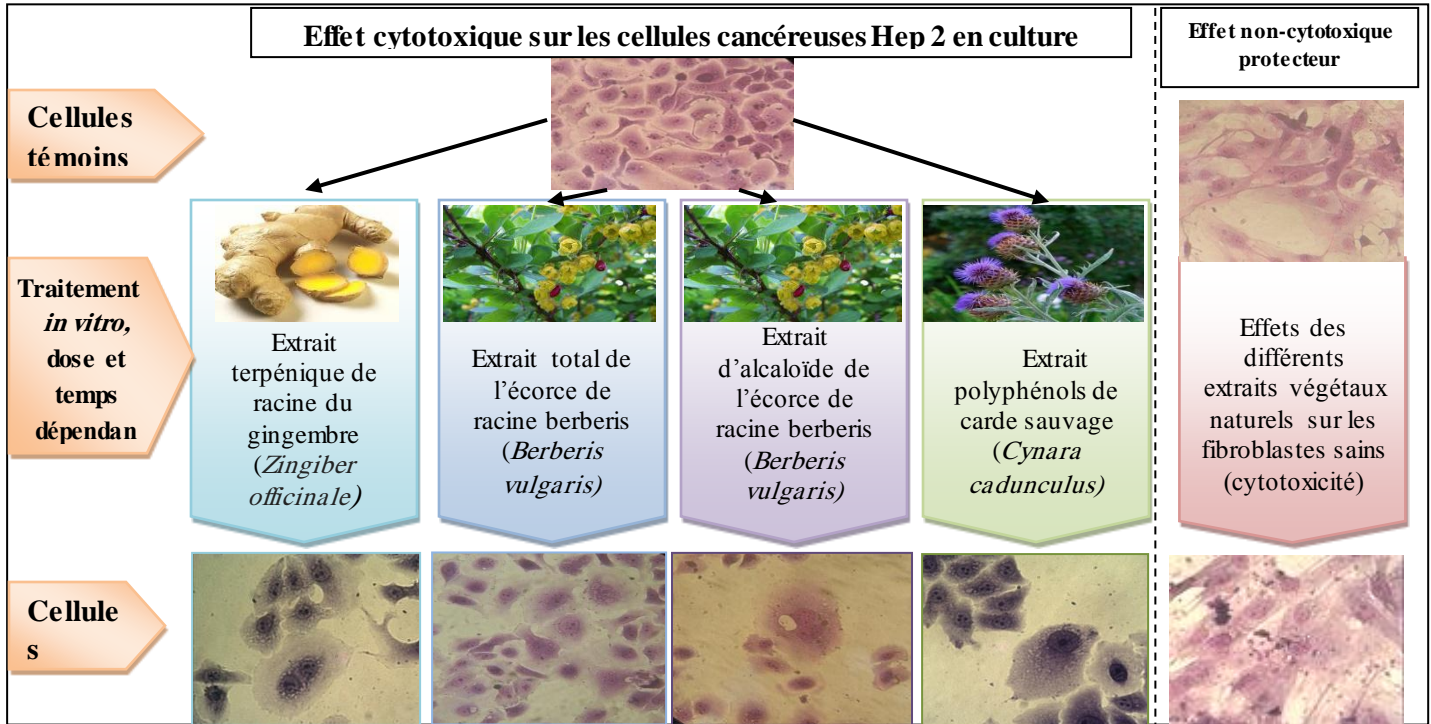 Effet cytotoxique sur les cellules cancéreuses Hep 2 en culture
Effet non-cytotoxique
protecteur
Cellules
témoins
Traitement
in vitro,
dose et
temps
dépendan
Extrait
terpénique de
racine du
gingembre
(Zingiber
officinale)
Extrait total de
l’écorce de
racine berberis
(Berberis
vulgaris)
Extrait
d’alcaloïde de
l’écorce de
racine berberis
(Berberis
vulgaris)
Extrait
polyphénols de
carde sauvage
(Cynara
cadunculus)
Effets des
différents
extraits végétaux
naturels sur les
fibroblastes sains
(cytotoxicité)
Cellule
s